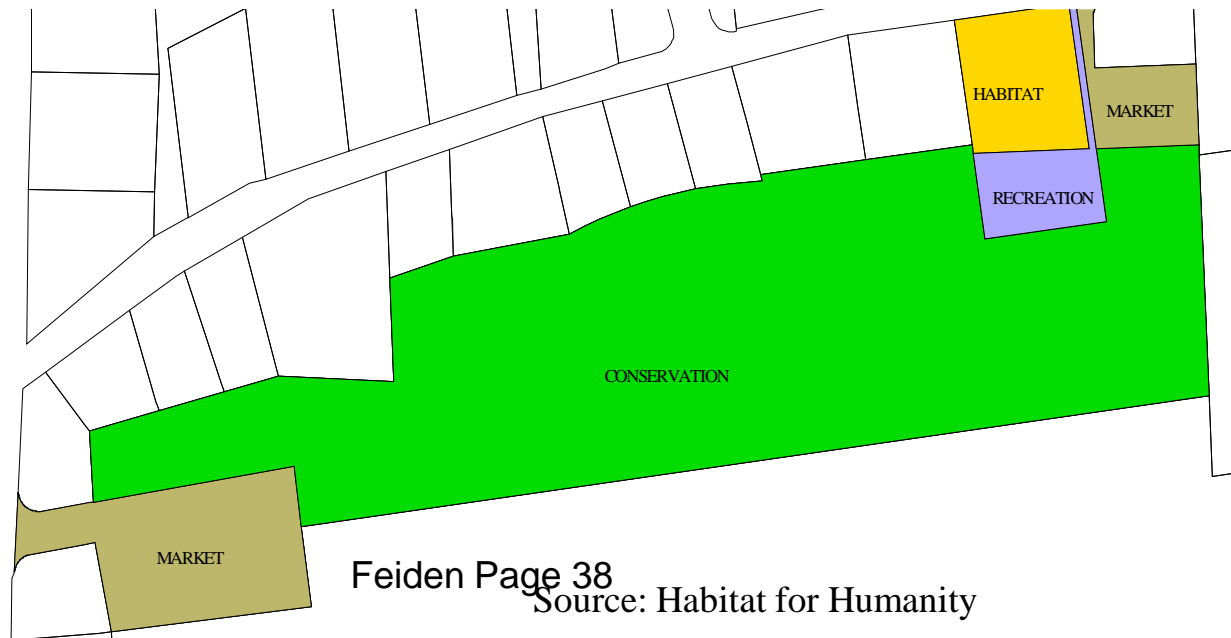 HABITAT
MARKET
RECREATION
CONSERVATION
MARKET
Feiden Page 38
Source: Habitat for Humanity